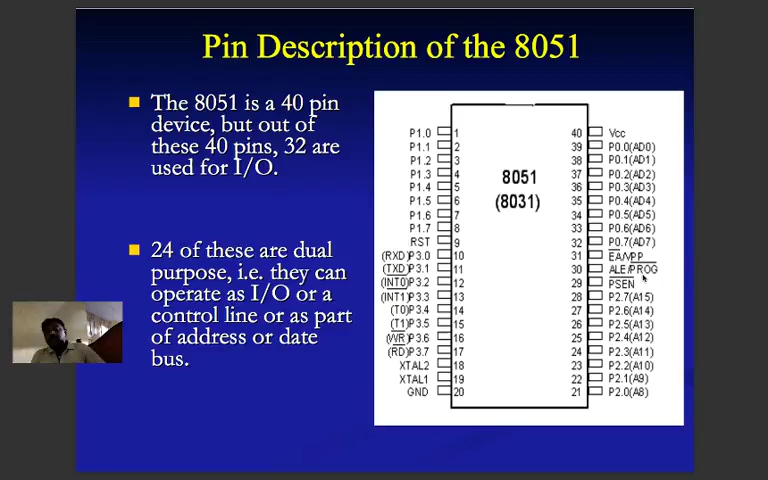 Pin Description of the 8051
The 8051 is a 40 pin
device, but out of
these 40 pins, 32 are
used for I/O.
24 of these are dual
purpose, i.e. they can
operate as I/O or a
control line or as part
of address or date
bus.
8051
(8031)
P1.0 1 40 Vcc
P1.1 2 39 P0.0(AD0)
P1.2 3 38 P0.1(AD1)
P1.3 4 37 P0.2(AD2)
P1.4 5 36 P0.3(AD3)
P1.5 6 35 P0.4(AD4)
P1.6 7 34 P0.5(AD5)
P1.7 8 33 P0.6(AD6)
RST 9 32 P0.7(AD7)
(RXD)P3.0 10 31 EA/VPP
(TXD)P3.1 11 30 ALE/PROG
(INT0)P3.2 12 29 PSEN
(INT1)P3.3 13 28 P2.7(A15)
(T0)P3.4 14 27 P2.6(A14)
(T1)P3.5 15 26 P2.5(A13)
(WR)P3.6 16 25 P2.4(A12)
(RD)P3.7 17 24 P2.3(A11)
XTAL2 18 23 P2.2(A10)
XTAL1 19 22 P2.1(A9)
GND 20 21 P2.0(A8)